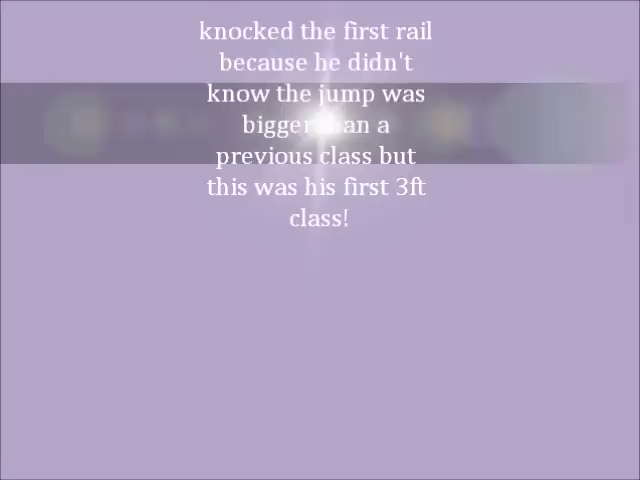 knocked the first rail
because he didn't
know the jump was
bigger than a
previous class but
this was his first 3ft
class!